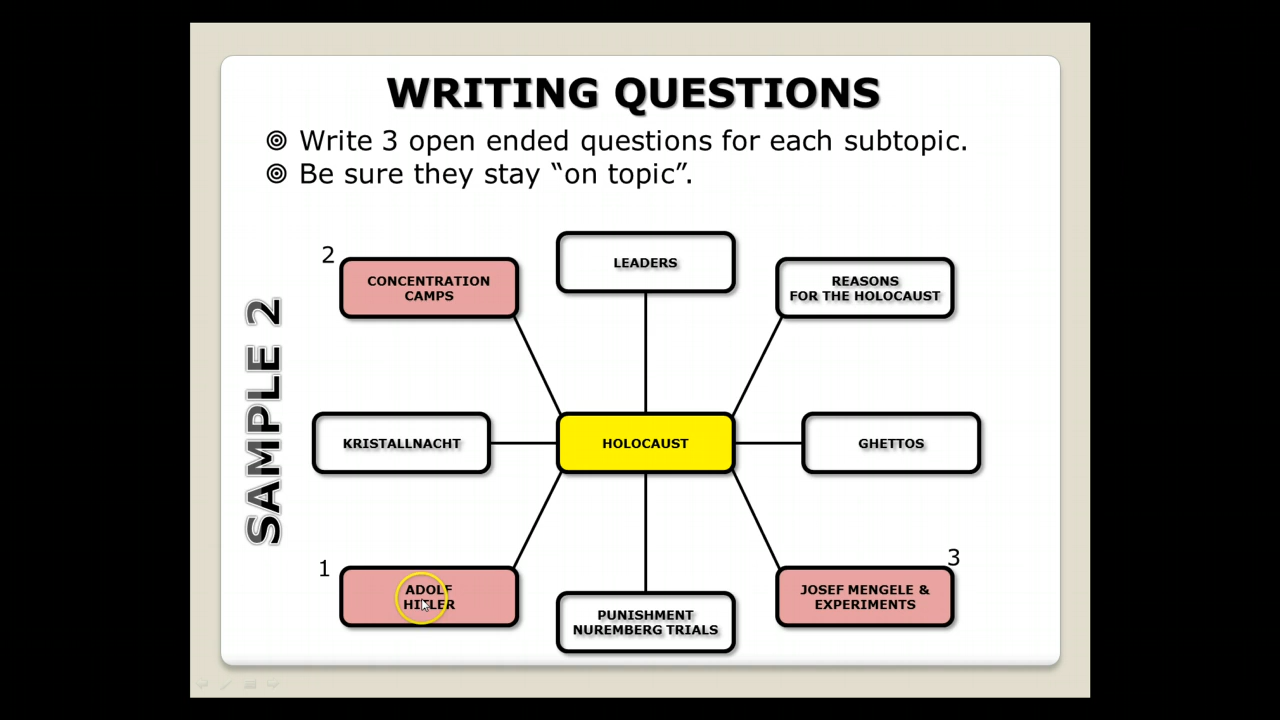 WRITING QUESTIONS
Write 3 open ended questions for each subtopic.
Be sure they stay “on topic”.
SAMPLE 2
2
CONCENTRATION
CAMPS
LEADERS
REASONS
FOR THE HOLOCAUST
KRISTALLNACHT
HOLOCAUST
GHETTOS
1
ADOLF
HITLER
PUNISHMENT
NUREMBERG TRIALS
3
JOSEF MENGELE &
EXPERIMENTS